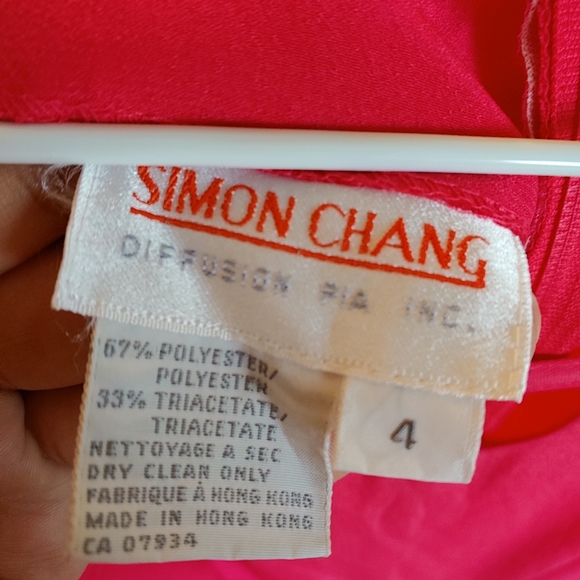 SIMON CHANG
DIFFUSION PIA INC.
67% POLYESTER/
POLYESTER
33% TRIACETATE/
TRIACETATE
NETTOYAGE A SEC
DRY CLEAN ONLY
FABRIQUÉ À HONG KONG
MADE IN HONG KONG
CA 07934
4